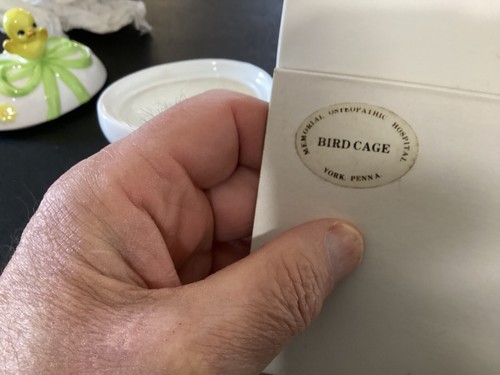 MEMORIAL OSTEOPATHIC HOSPITAL
BIRD CAGE
YORK, PENNA.